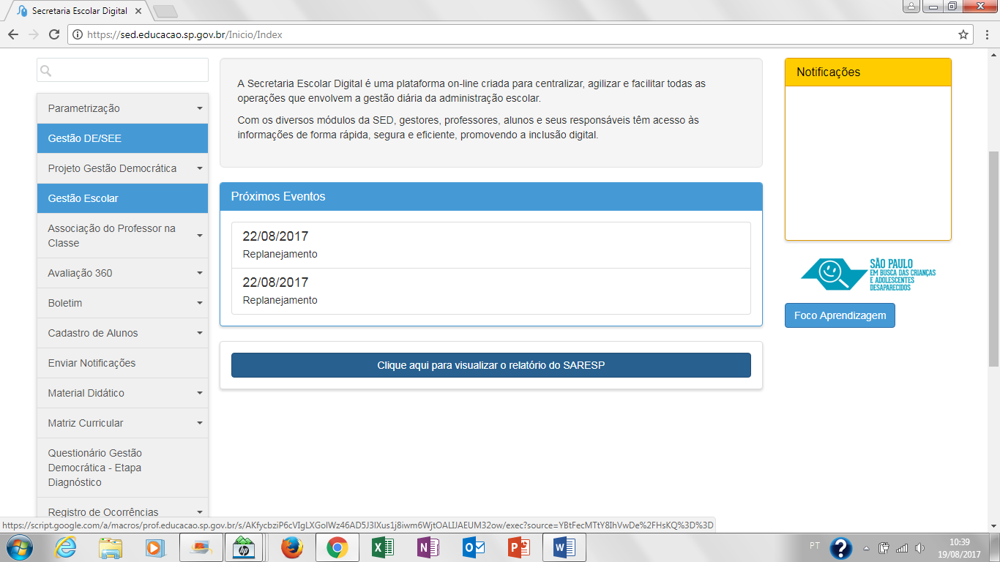 Secretaria Escolar Digital
https://sed.educacao.sp.gov.br/Inicio/Index
Parametrização
Gestão DE/SEE
Projeto Gestão Democrática
Gestão Escolar
Associação do Professor na
Classe
Avaliação 360
Boletim
Cadastro de Alunos
Enviar Notificações
Material Didático
Matriz Curricular
Questionário Gestão
Democrática - Etapa
Diagnóstico
Registro de Ocorrências
A Secretaria Escolar Digital é uma plataforma on-line criada para centralizar, agilizar e facilitar todas as
operações que envolvem a gestão diária da administração escolar.
Com os diversos módulos da SED, gestores, professores, alunos e seus responsáveis têm acesso às
informações de forma rápida, segura e eficiente, promovendo a inclusão digital.
Próximos Eventos
22/08/2017
Replanejamento
22/08/2017
Replanejamento
Clique aqui para visualizar o relatório do SARESP
Notificações
SÃO PAULO
EM BUSCA DAS CRIANÇAS
E ADOLESCENTES
DESAPARECIDOS
Foco Aprendizagem
https://script.google.com/a/macros/prof.educacao.sp.gov.br/s/AKfycbziP6cVIgLXGolWz46AD5J3lXus1j8iwm6WjtOALIJAEUM32ow/exec?source=YBtFecMTtY8IhVwDe%2FHsKQ%3D%3D
hp
PT
10:39
19/08/2017